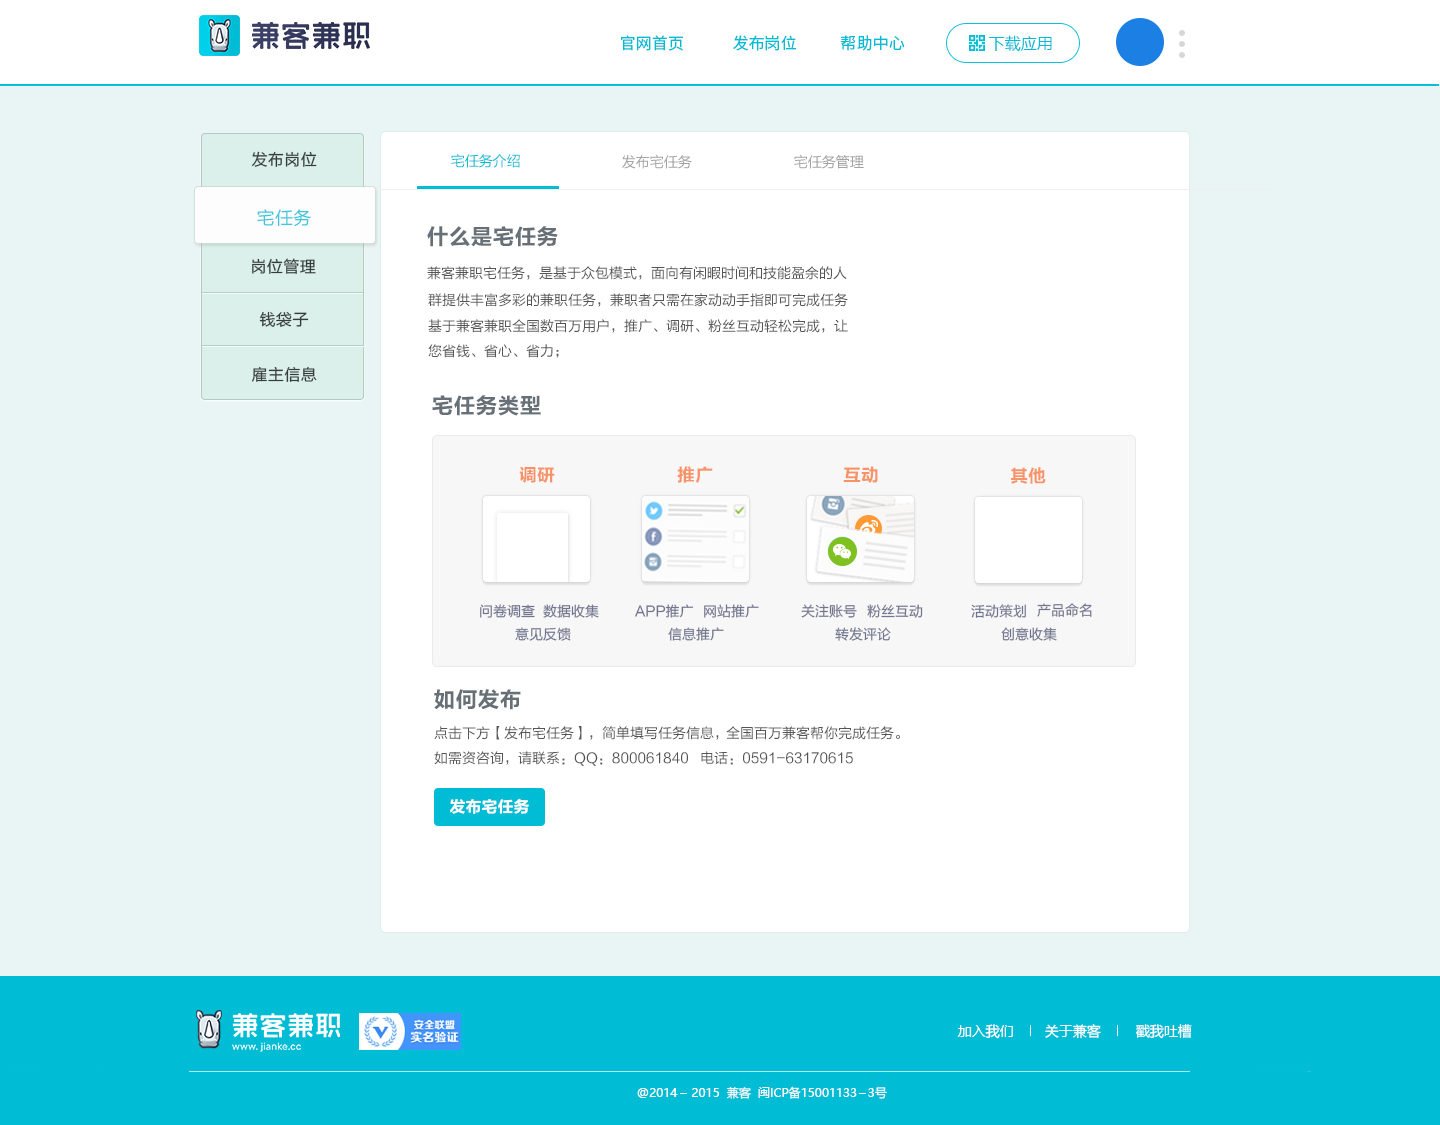 兼客兼职
官网首页
发布岗位
帮助中心
下载应用
发布岗位
宅任务
岗位管理
钱袋子
雇主信息
宅任务介绍
发布宅任务
宅任务管理
什么是宅任务
兼客兼职宅任务，是基于众包模式，面向有闲暇时间和技能盈余的人
群提供丰富多彩的兼职任务，兼职者只需在家动动手指即可完成任务
基于兼客兼职全国数百万用户，推广、调研、粉丝互动轻松完成，让
您省钱、省心、省力；
宅任务类型
调研
推广
互动
其他
问卷调查 数据收集
意见反馈
APP推广 网站推广
信息推广
关注账号 粉丝互动
转发评论
活动策划 产品命名
创意收集
如何发布
点击下方【发布宅任务】，简单填写任务信息，全国百万兼客帮你完成任务。
如需资咨询，请联系：QQ：800061840 电话：0591-63170615
发布宅任务
兼客兼职
www.jianke.cc
安全联盟
实名验证
加入我们
关于兼客
戳我吐槽
@2014－2015 兼客 闽ICP备15001133－3号